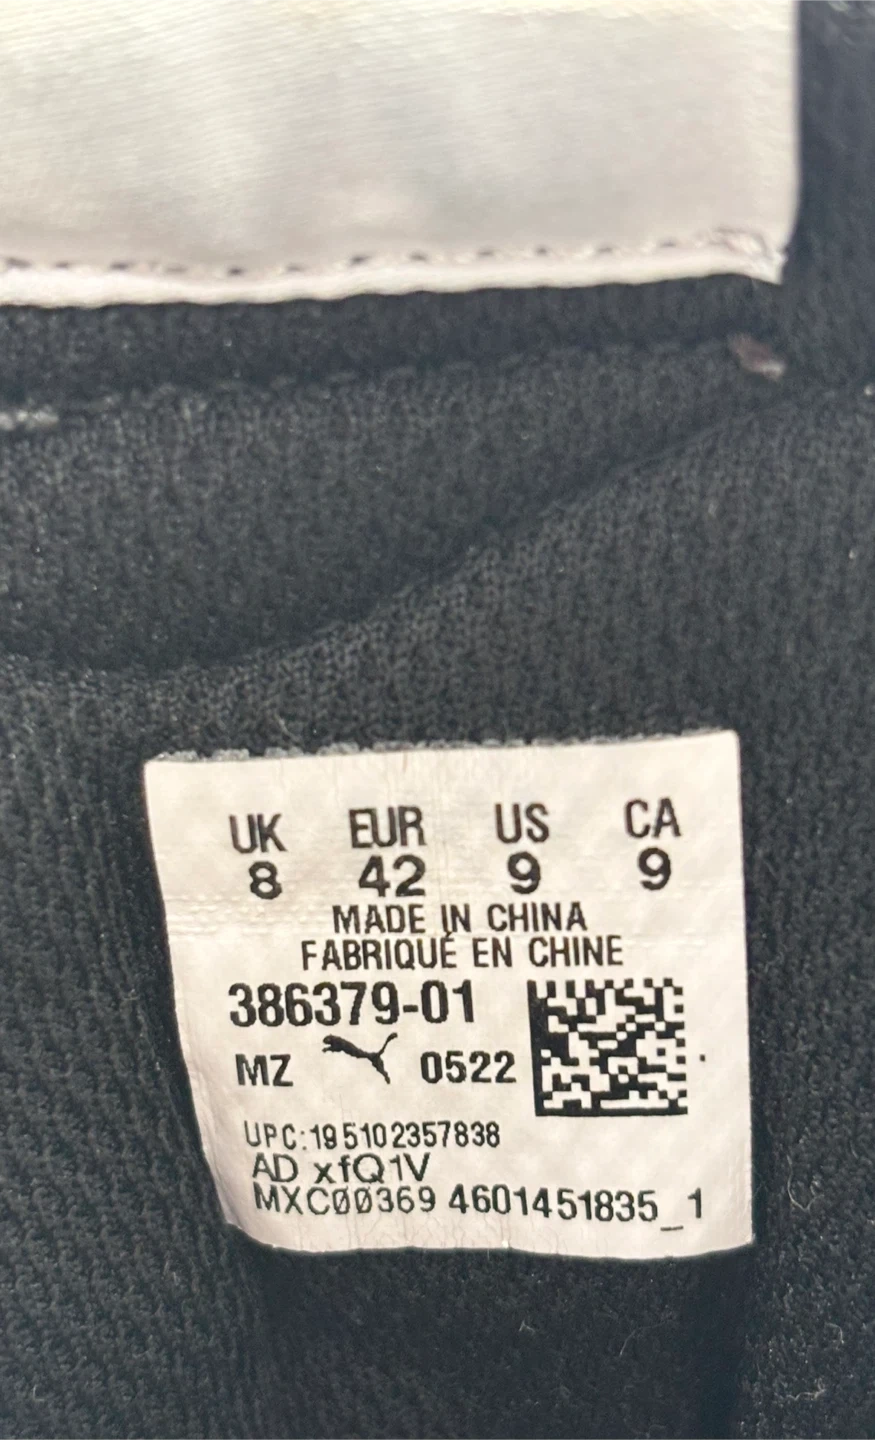 UK EUR US CA
8 42 9 9
MADE IN CHINA
FABRIQUÉ EN CHINE
386379-01
MZ 0522
UPC:195102357838
AD xfQ1V
MXC00369 4601451835_1